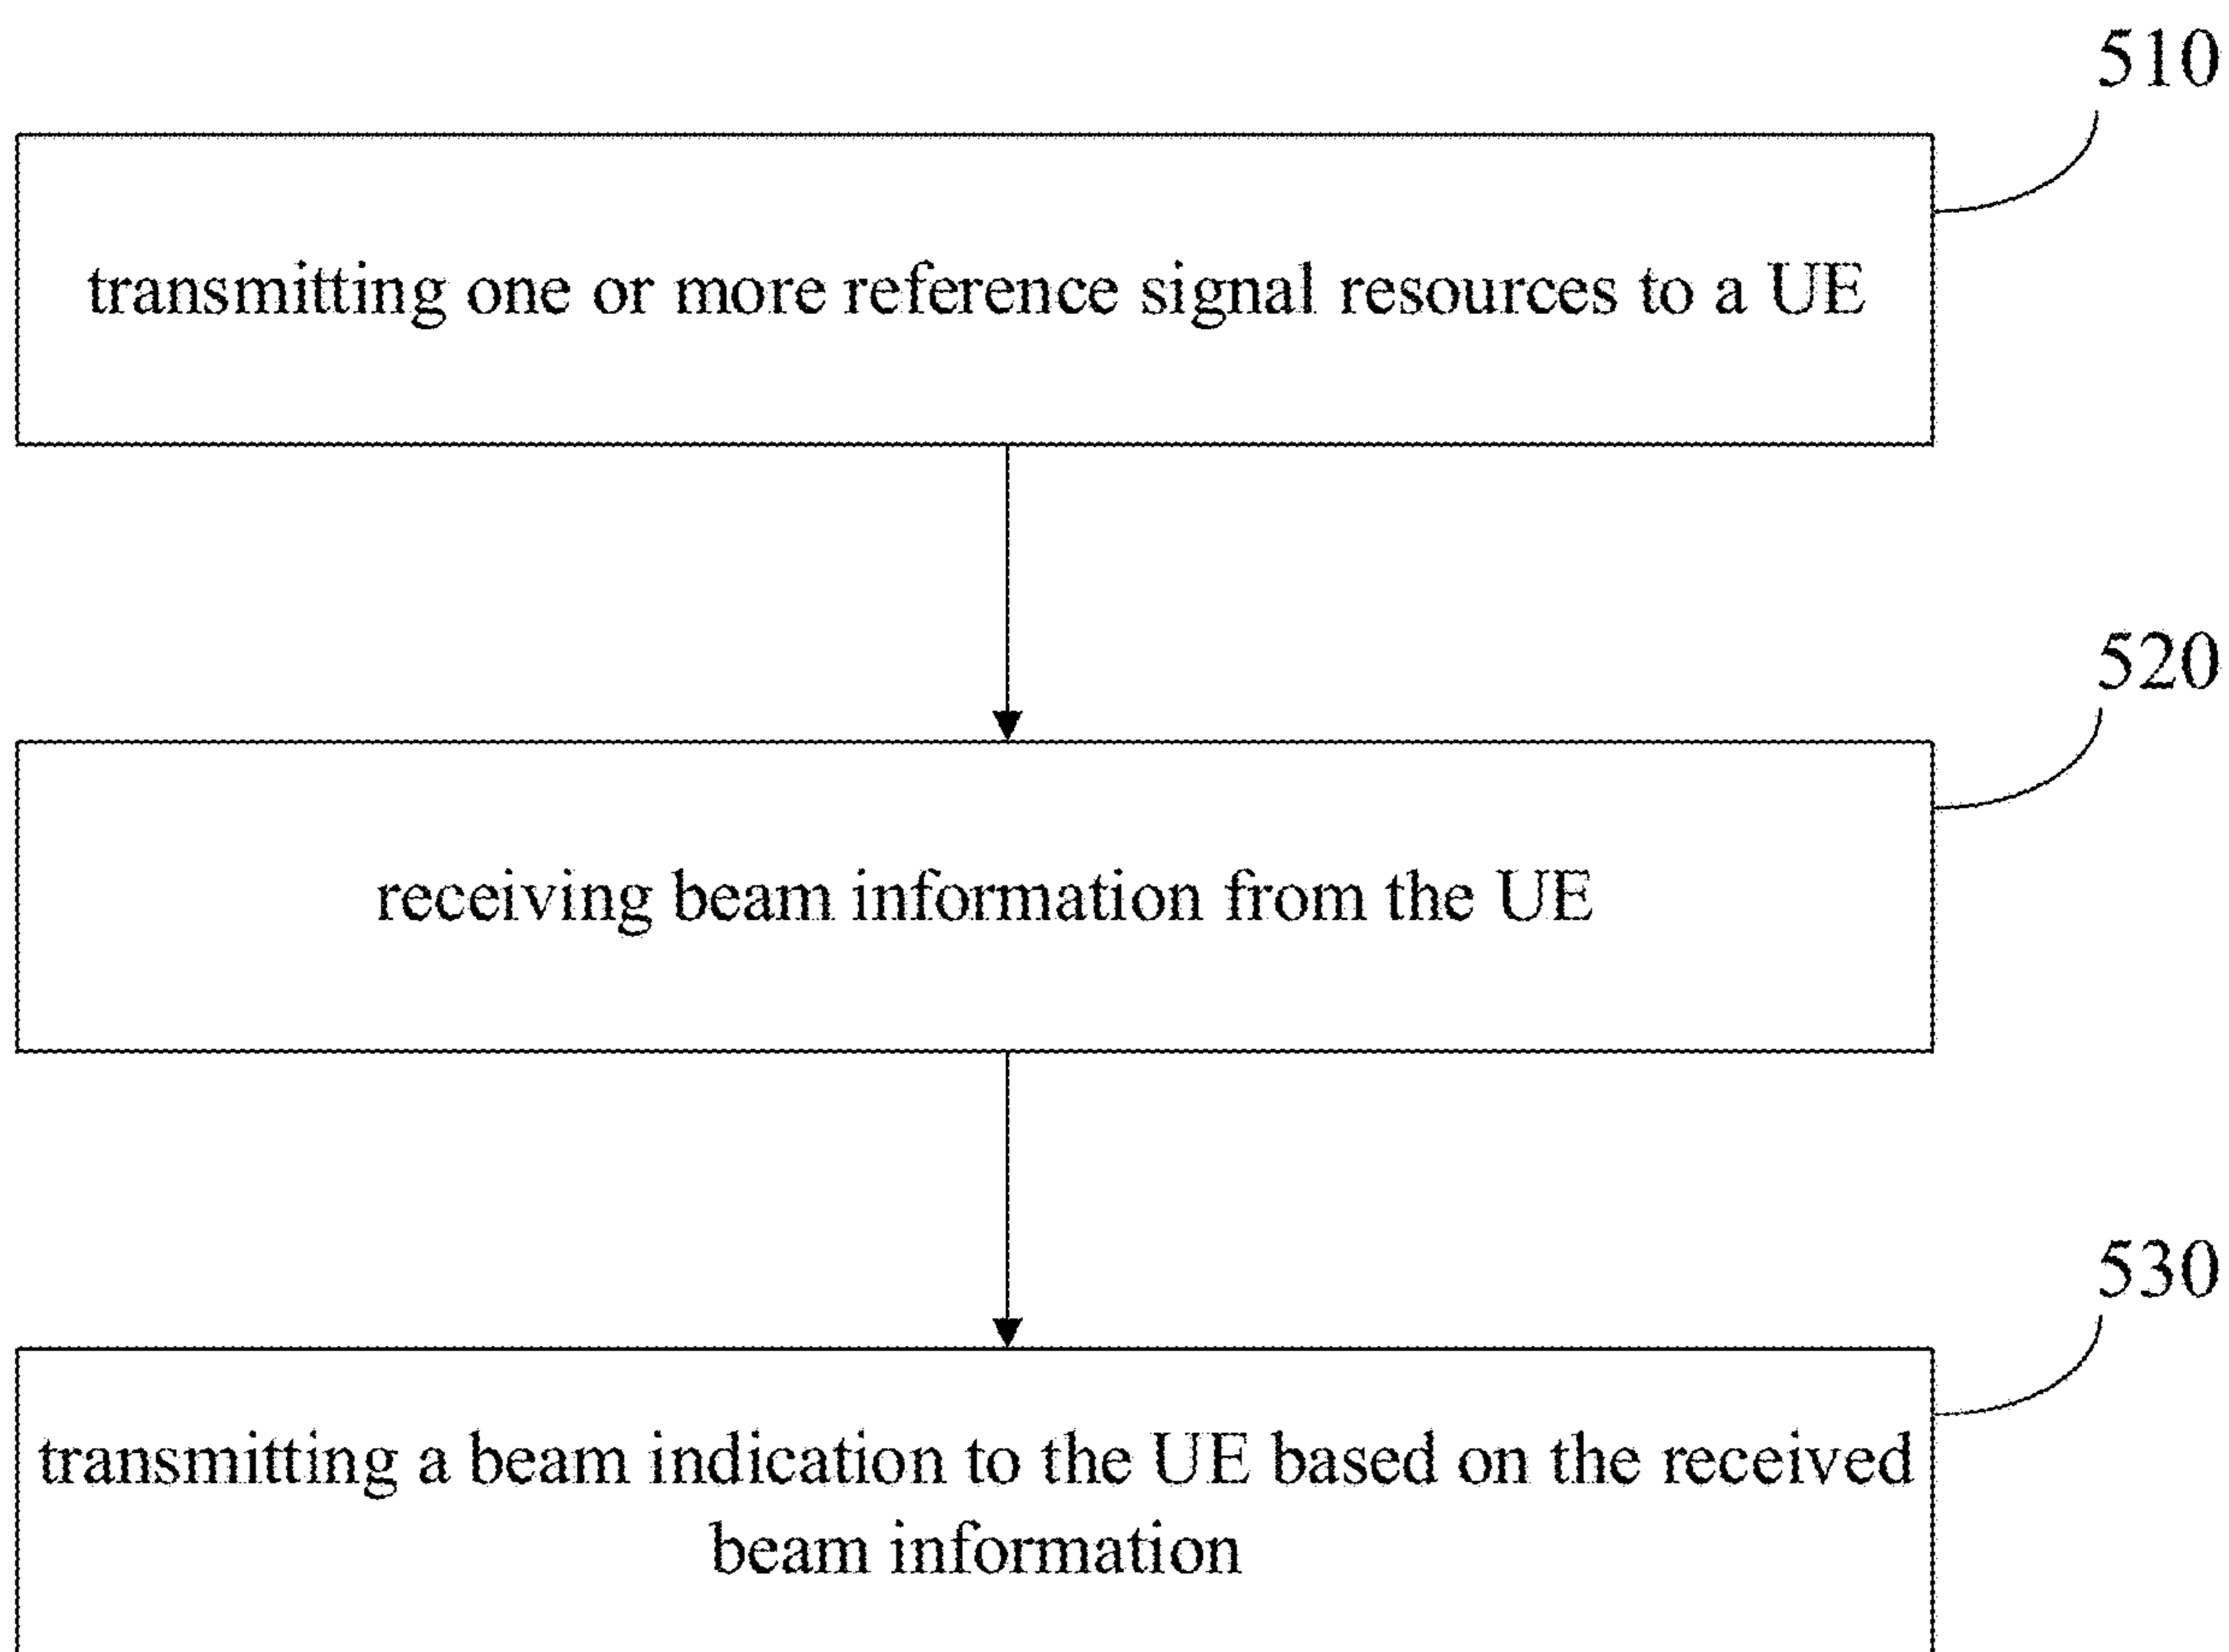 510
transmitting one or more reference signal resources to a UE
520
receiving beam information from the UE
530
transmitting a beam indication to the UE based on the received
beam information